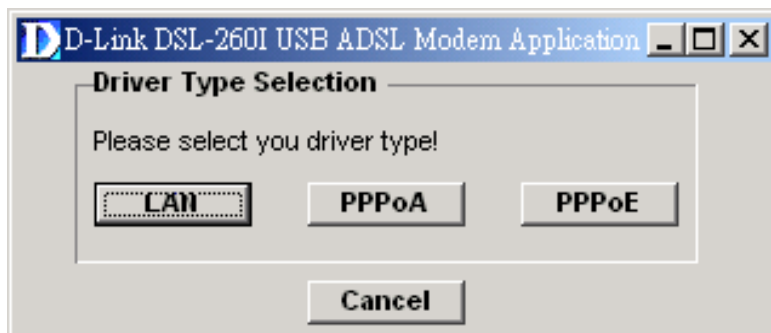 D-Link DSL-260I USB ADSL Modem Application
Driver Type Selection
Please select you driver type!
LAN PPPoA PPPoE
Cancel